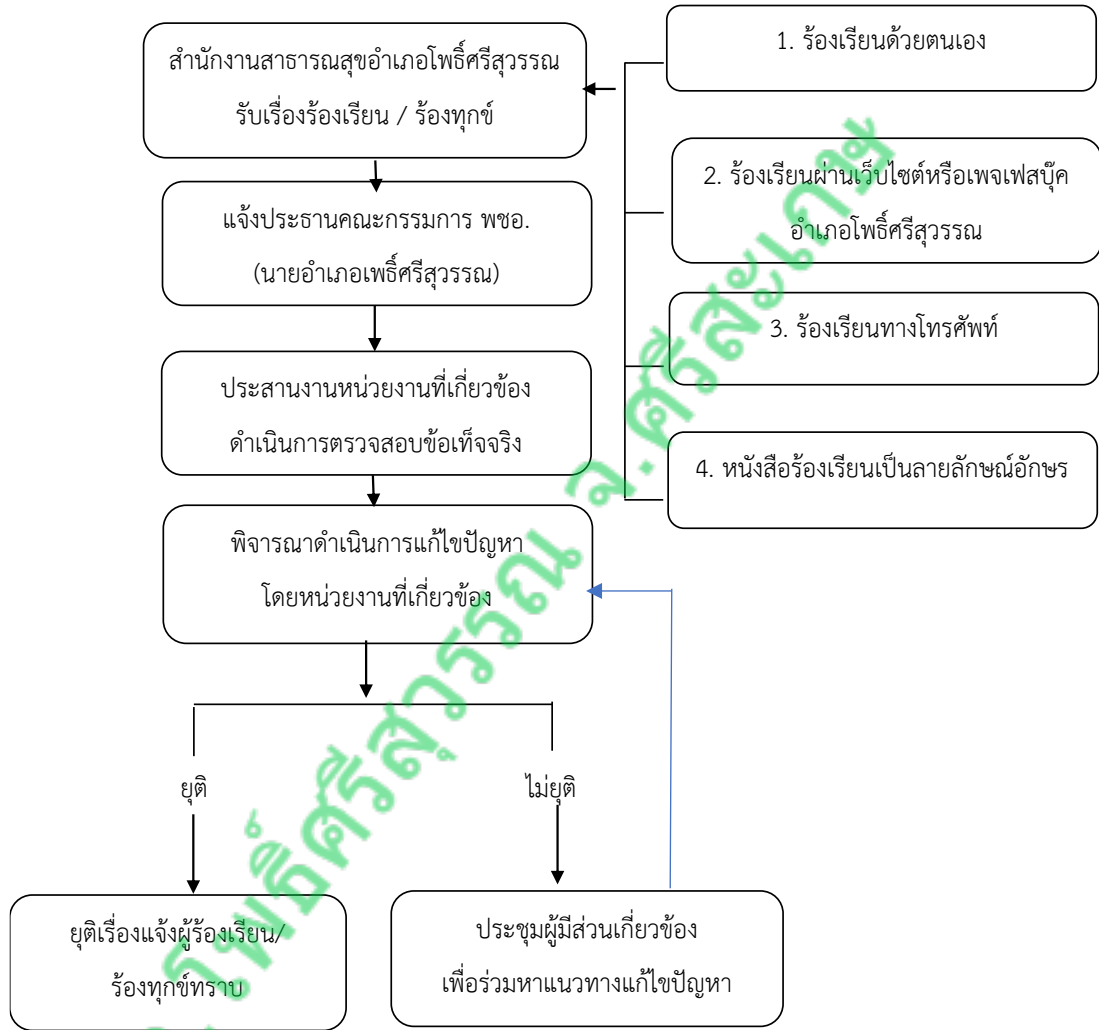 สำนักงานสาธารณสุขอำเภอโพธิ์ศรีสุวรรณ
รับเรื่องร้องเรียน / ร้องทุกข์
1. ร้องเรียนด้วยตนเอง
2. ร้องเรียนผ่านเว็บไซต์หรือเพจเฟสบุ๊ค
อำเภอโพธิ์ศรีสุวรรณ
3. ร้องเรียนทางโทรศัพท์
4. หนังสือร้องเรียนเป็นลายลักษณ์อักษร
แจ้งประธานคณะกรรมการ พชอ.
(นายอำเภอเพธิ์ศรีสุวรรณ)
ประสานงานหน่วยงานที่เกี่ยวข้อง
ดำเนินการตรวจสอบข้อเท็จจริง
พิจารณาดำเนินการแก้ไขปัญหา
โดยหน่วยงานที่เกี่ยวข้อง
ยุติ
ไม่ยุติ
ยุติเรื่องแจ้งผู้ร้องเรียน/
ร้องทุกข์ทราบ
ประชุมผู้มีส่วนเกี่ยวข้อง
เพื่อร่วมหาแนวทางแก้ไขปัญหา
โพธิ์ศรีสุวรรณ จ.ศรีสะเกษ